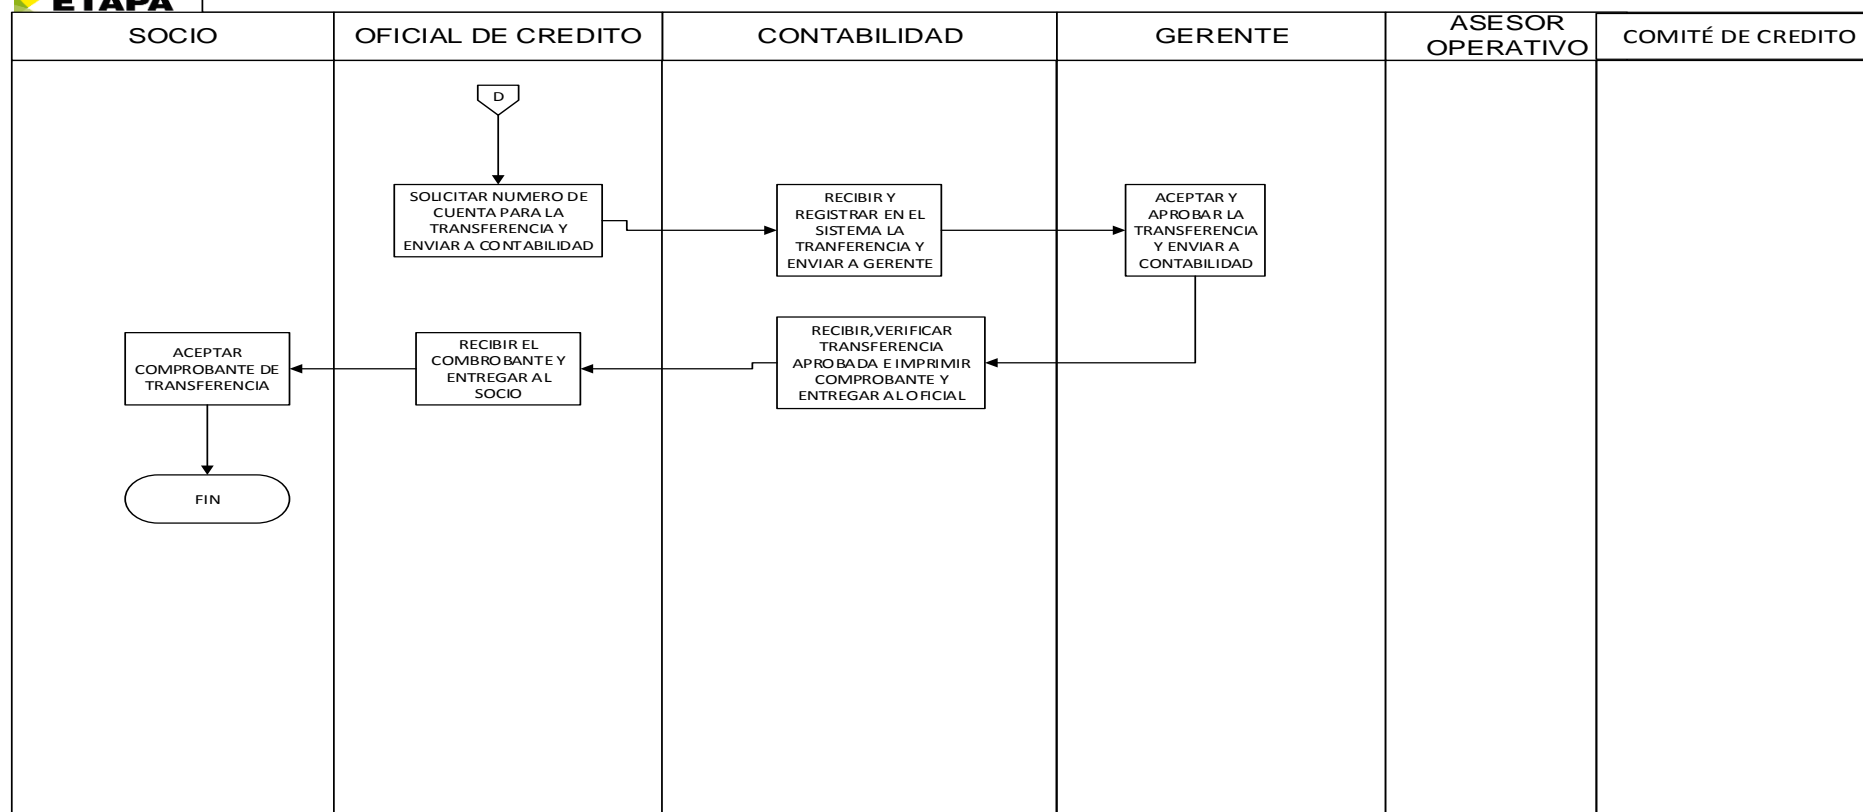 ETAPA
SOCIO
OFICIAL DE CREDITO
CONTABILIDAD
GERENTE
ASESOR
OPERATIVO
COMITÉ DE CREDITO
D
SOLICITAR NUMERO DE
CUENTA PARA LA
TRANSFERENCIA Y
ENVIAR A CONTABILIDAD
RECIBIR Y
REGISTRAR EN EL
SISTEMA LA
TRANFERENCIA Y
ENVIAR A GERENTE
ACEPTAR Y
APROBAR LA
TRANSFERENCIA
Y ENVIAR A
CONTABILIDAD
ACEPTAR
COMPROBANTE DE
TRANSFERENCIA
RECIBIR EL
COMBROBANTE Y
ENTREGAR AL
SOCIO
RECIBIR,VERIFICAR
TRANSFERENCIA
APROBADA E IMPRIMIR
COMPROBANTE Y
ENTREGAR AL OFICIAL
FIN